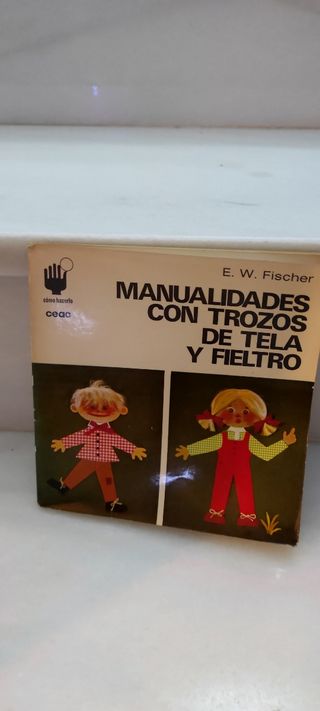 E. W. Fischer
MANUALIDADES
CON TROZOS
DE TELA
Y FIELTRO
cómo hacerlo
ceac